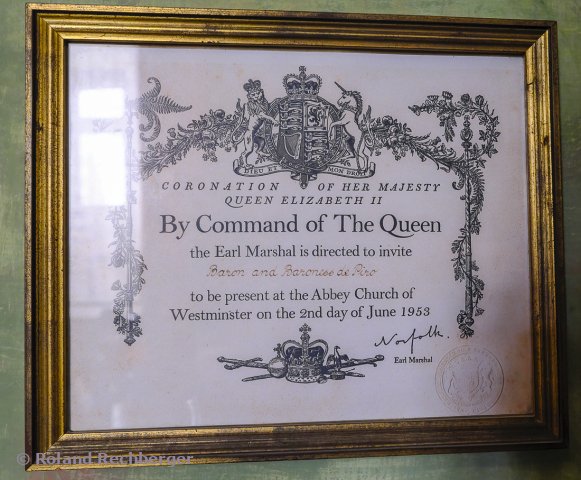 DIEU ET MON DROIT
CORONATION OF HER MAJESTY
QUEEN ELIZABETH II
By Command of The Queen
the Earl Marshal is directed to invite
Baron and Baroness de Piro
to be present at the Abbey Church of
Westminster on the 2nd day of June 1953
Norfolk.
Earl Marshal
© Roland Rechberger